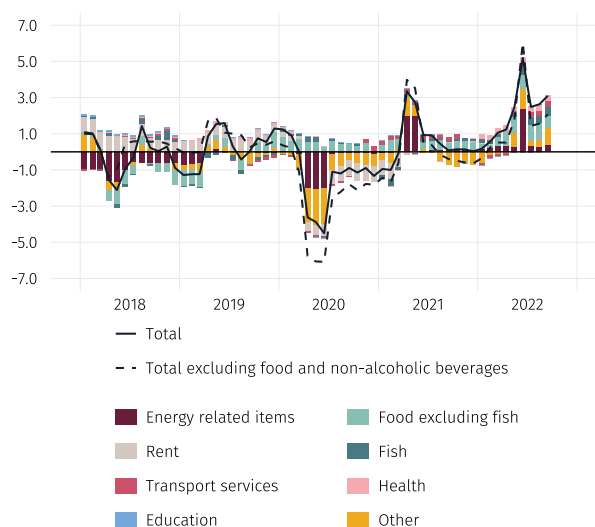 7.0
5.0
3.0
1.0
−1.0
−3.0
−5.0
−7.0
2018 2019 2020 2021 2022
Total
Total excluding food and non-alcoholic beverages
Energy related items Food excluding fish
Rent Fish
Transport services Health
Education Other